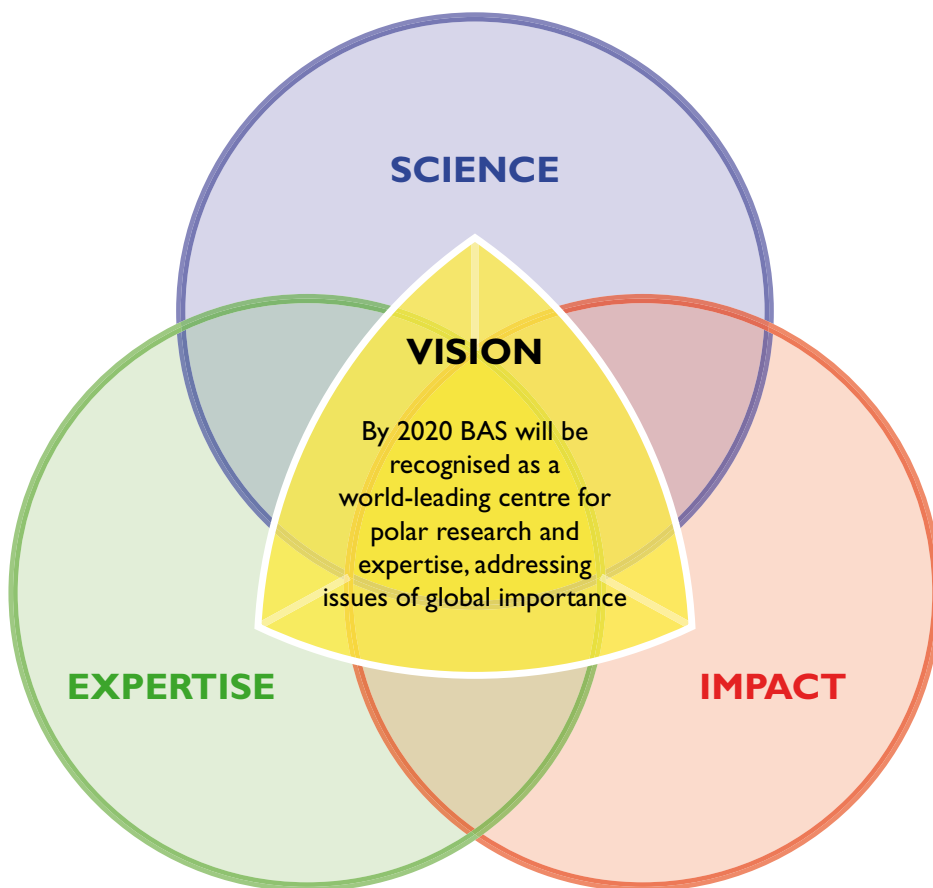 SCIENCE
VISION
By 2020 BAS will be
recognised as a
world-leading centre for
polar research and
expertise, addressing
issues of global importance
EXPERTISE
IMPACT